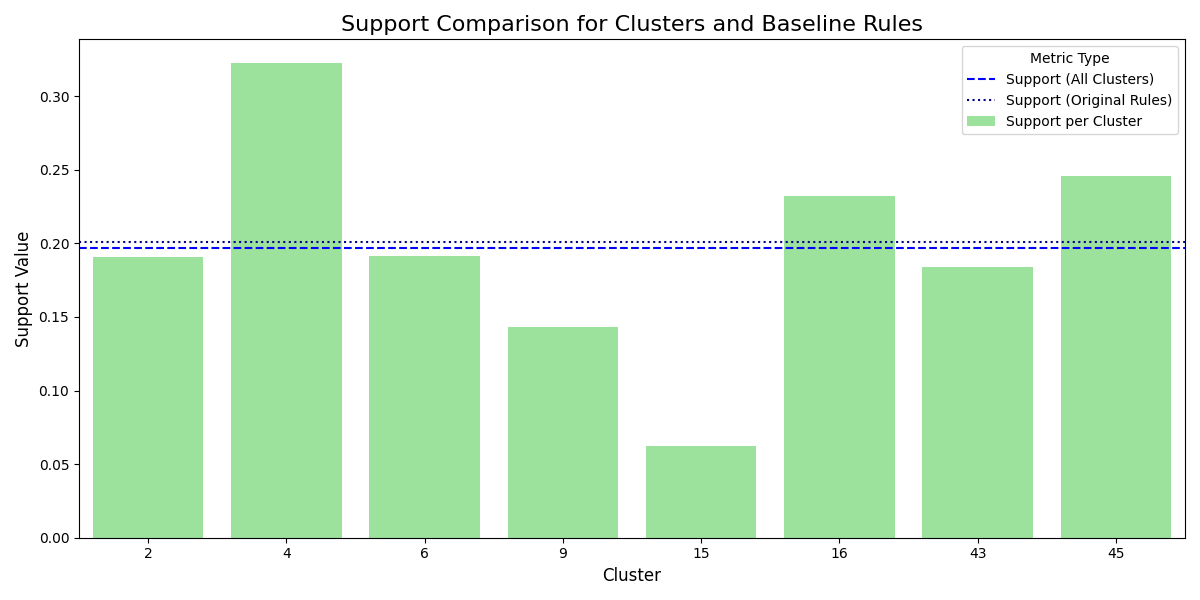 Support Comparison for Clusters and Baseline Rules
Metric Type
Support (All Clusters)
Support (Original Rules)
Support per Cluster
Support Value
0.30
0.25
0.20
0.15
0.10
0.05
0.00
2 4 6 9 15 16 43 45
Cluster